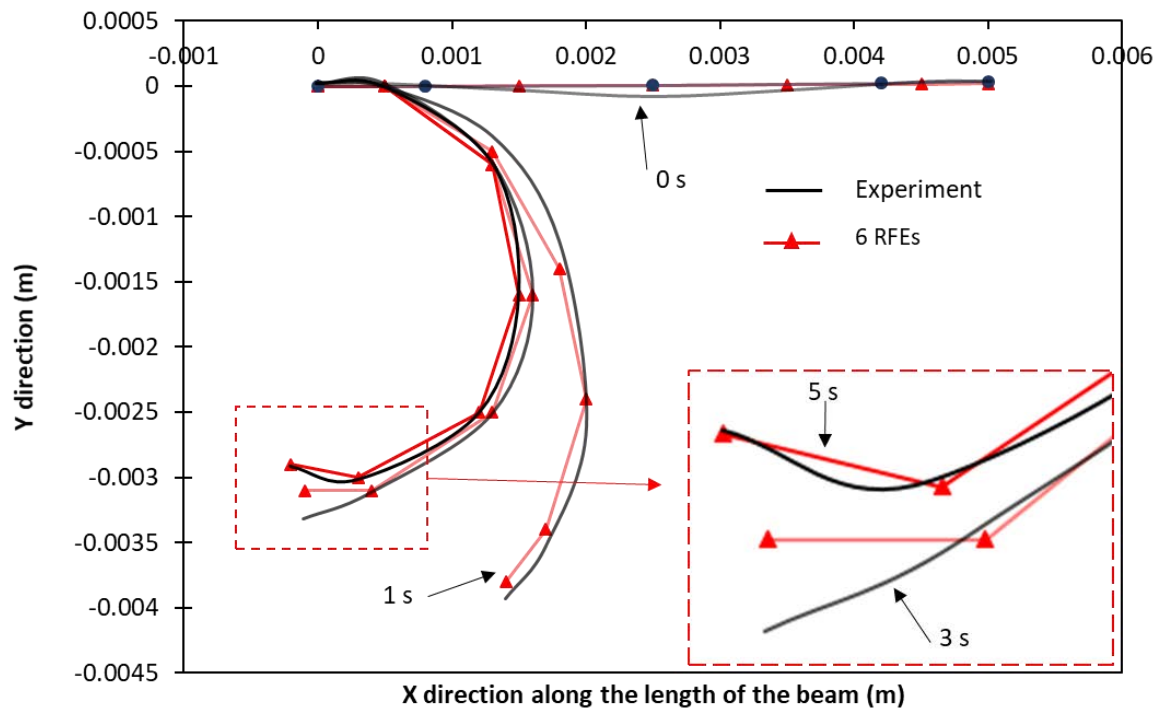 0.0005
-0.001 0 0.001 0.002 0.003 0.004 0.005 0.006
0
-0.0005
0 s
Experiment
-0.001
6 RFEs
-0.0015
-0.002
5 s
-0.0025
-0.003
-0.0035
1 s
-0.004
3 s
-0.0045
Y direction (m)
X direction along the length of the beam (m)